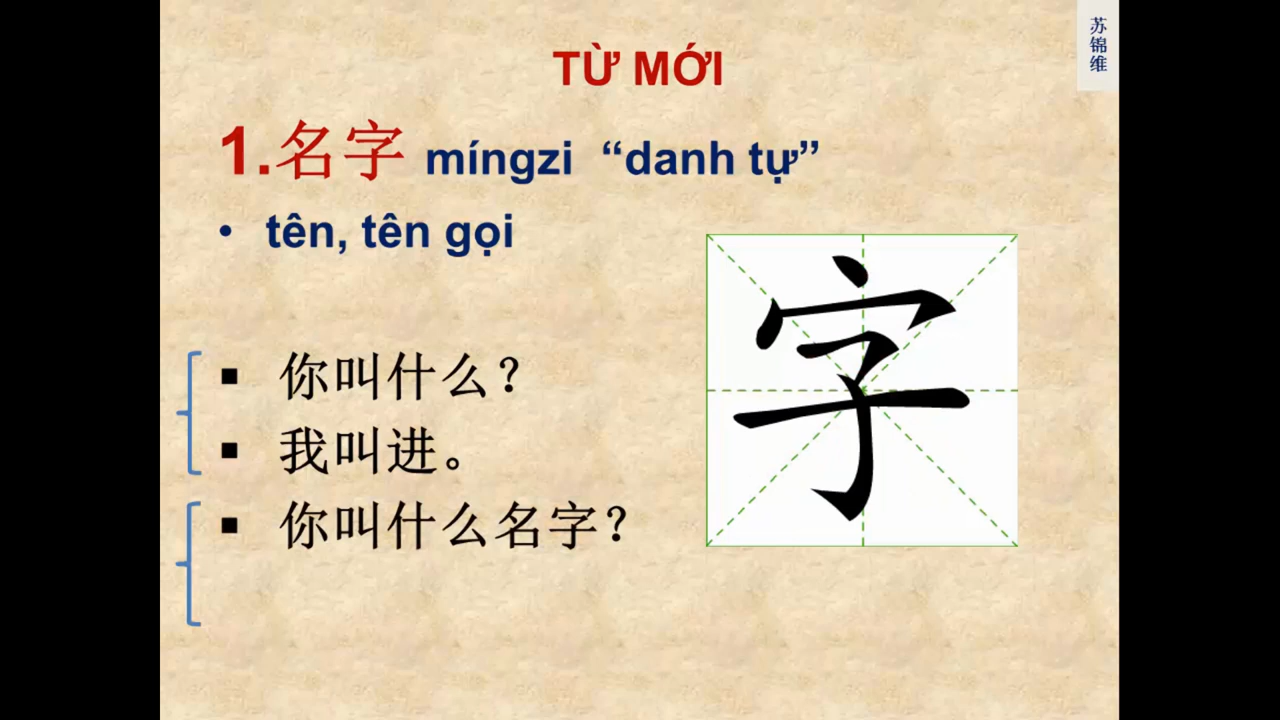 苏锦维
TỪ MỚI
1.名字 míngzi “danh tự”
• tên, tên gọi
▪ 你叫什么？
▪ 我叫进。
▪ 你叫什么名字？
字